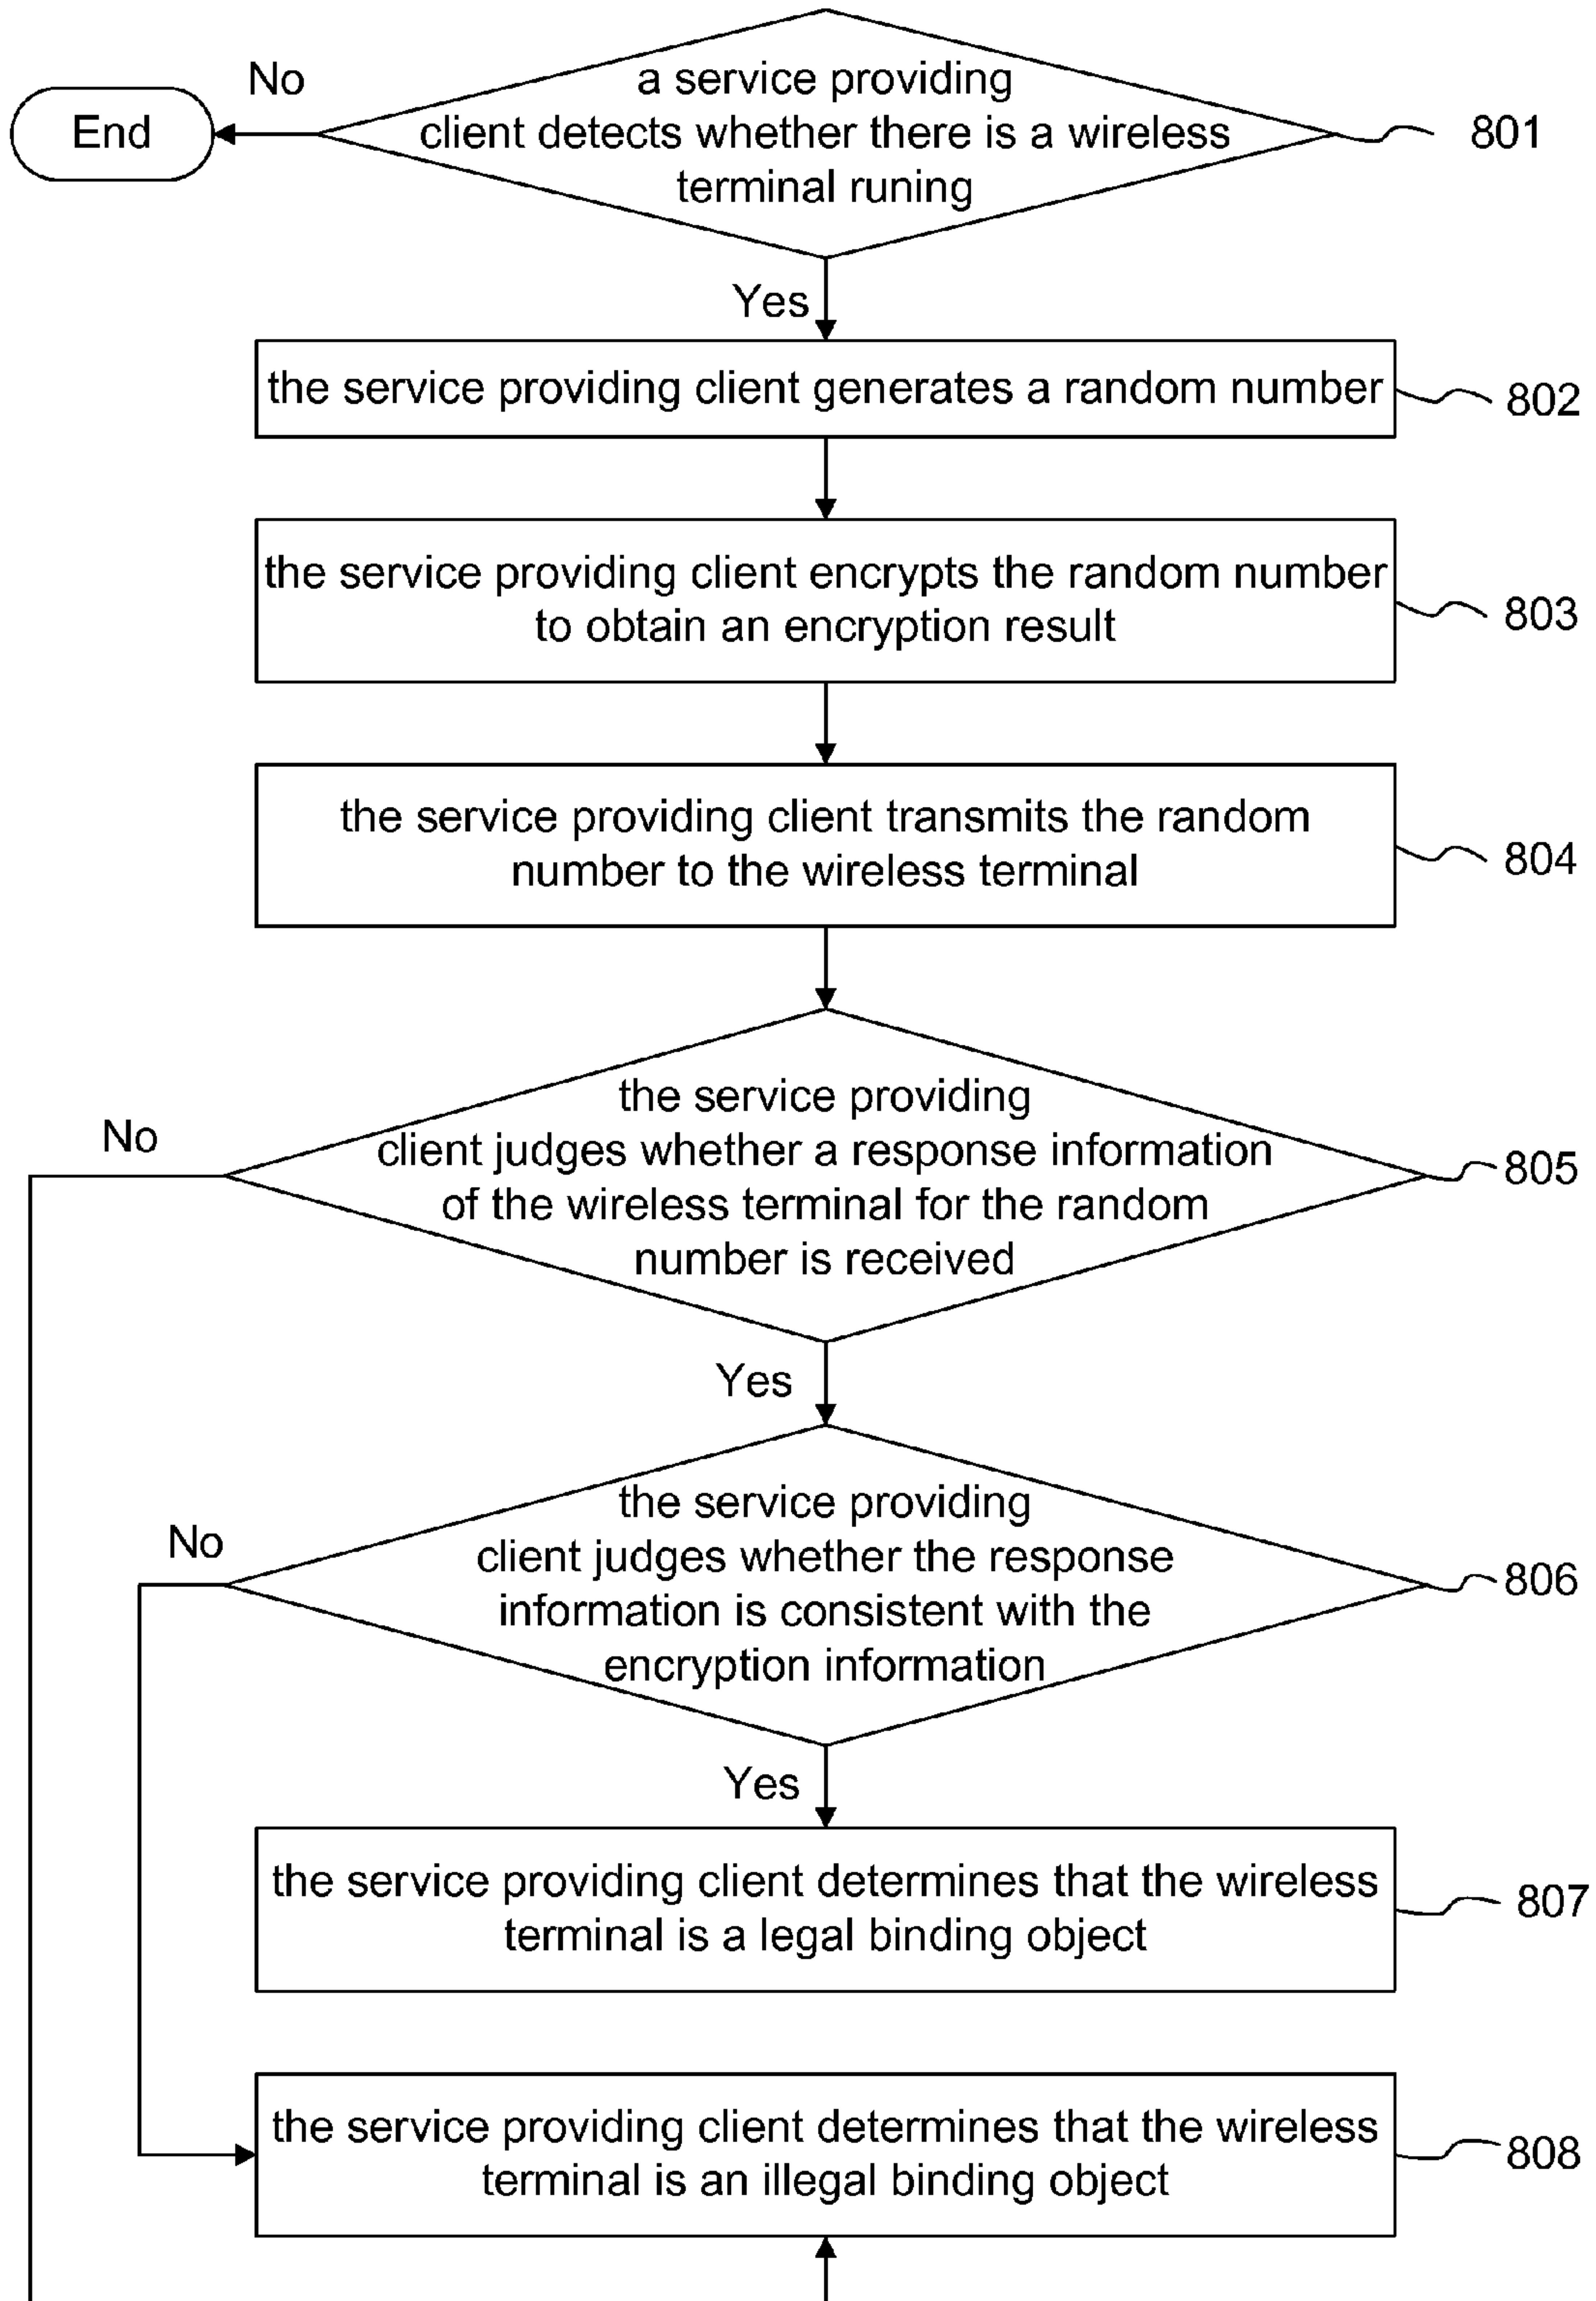 No
End
a service providing
client detects whether there is a wireless
terminal runing
801
Yes
the service providing client generates a random number
802
the service providing client encrypts the random number
to obtain an encryption result
803
the service providing client transmits the random
number to the wireless terminal
804
No
the service providing
client judges whether a response information
of the wireless terminal for the random
number is received
805
Yes
No
the service providing
client judges whether the response
information is consistent with the
encryption information
806
Yes
the service providing client determines that the wireless
terminal is a legal binding object
807
the service providing client determines that the wireless
terminal is an illegal binding object
808